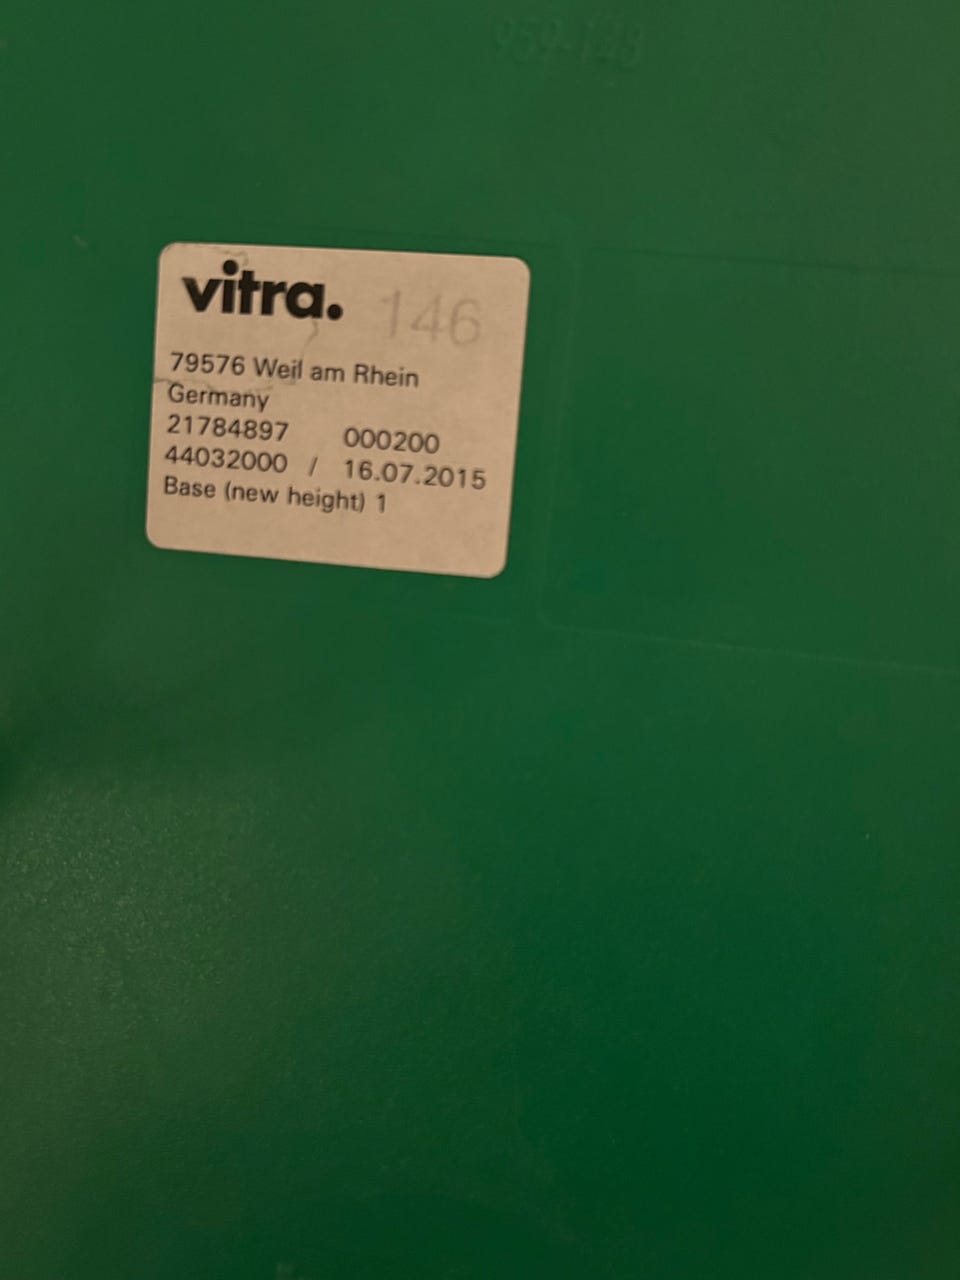 vitra. 146
79576 Weil am Rhein
Germany
21784897 000200
44032000 / 16.07.2015
Base (new height) 1